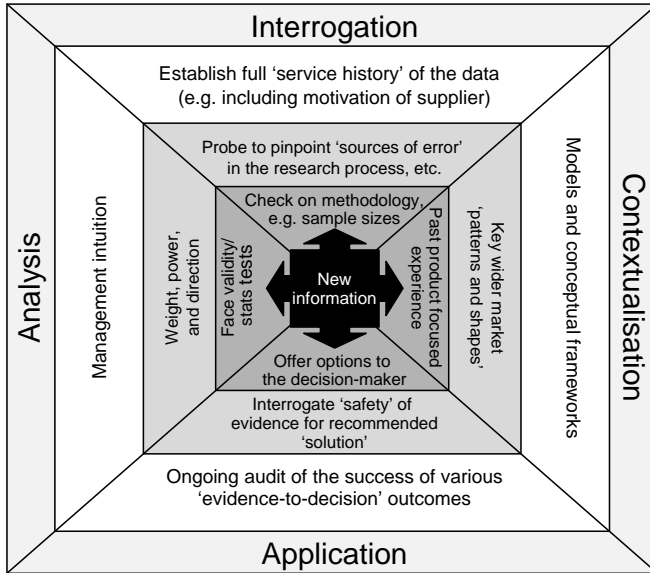 Interrogation
Establish full ‘service history’ of the data
(e.g. including motivation of supplier)
Probe to pinpoint ‘sources of error’
in the research process, etc.
Check on methodology,
e.g. sample sizes
Analysis
Management intuition
Weight, power,
and direction
Face validity/
stats tests
New
information
Past product focused
experience
Key wider market
‘patterns and shapes’
Models and conceptual frameworks
Contextualisation
Offer options to
the decision-maker
Interrogate ‘safety’ of
evidence for recommended
‘solution’
Ongoing audit of the success of various
‘evidence-to-decision’ outcomes
Application